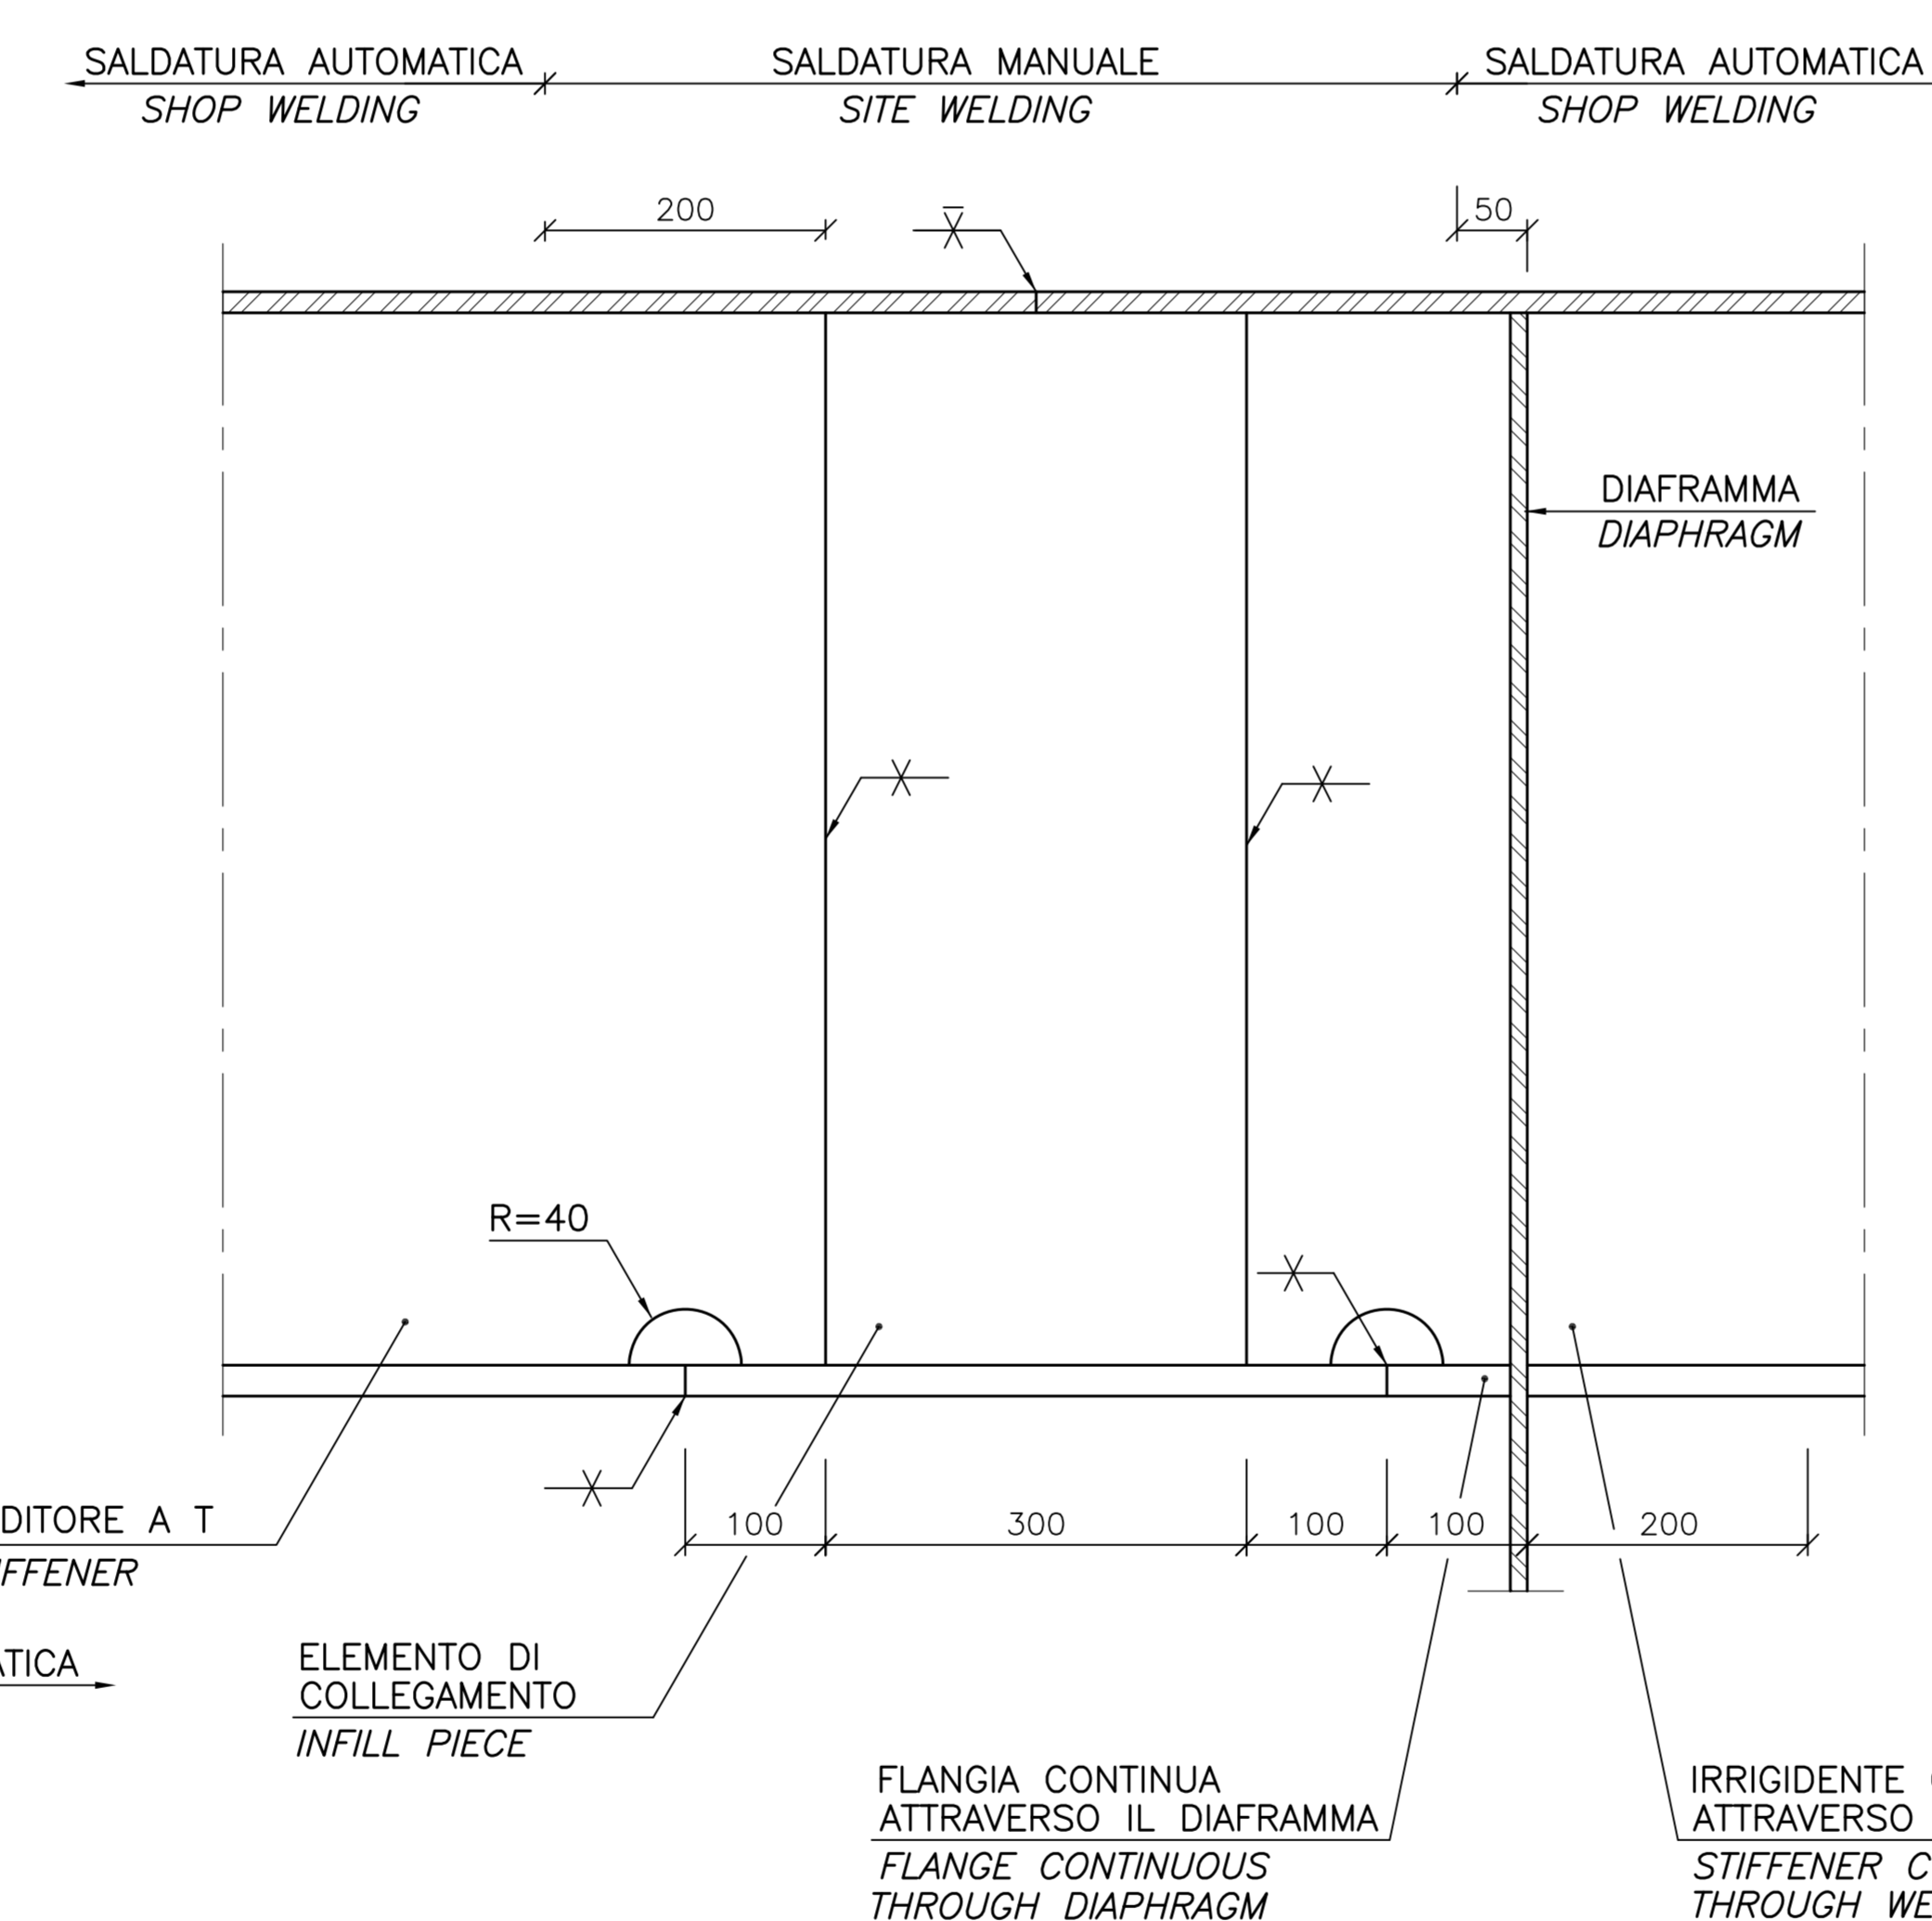 SALDATURA AUTOMATICA
SHOP WELDING
SALDATURA MANUALE
SITE WELDING
SALDATURA AUTOMATICA
SHOP WELDING
200
50
DIAFRAMMA
DIAPHRAGM
R=40
100
300
100
100
200
DITORE A T
FFENER
ATICA
ELEMENTO DI
COLLEGAMENTO
INFILL PIECE
FLANGIA CONTINUA
ATTRAVERSO IL DIAFRAMMA
FLANGE CONTINUOUS
THROUGH DIAPHRAGM
IRRIGIDENTE
ATTRAVERSO
STIFFENER C
THROUGH WE